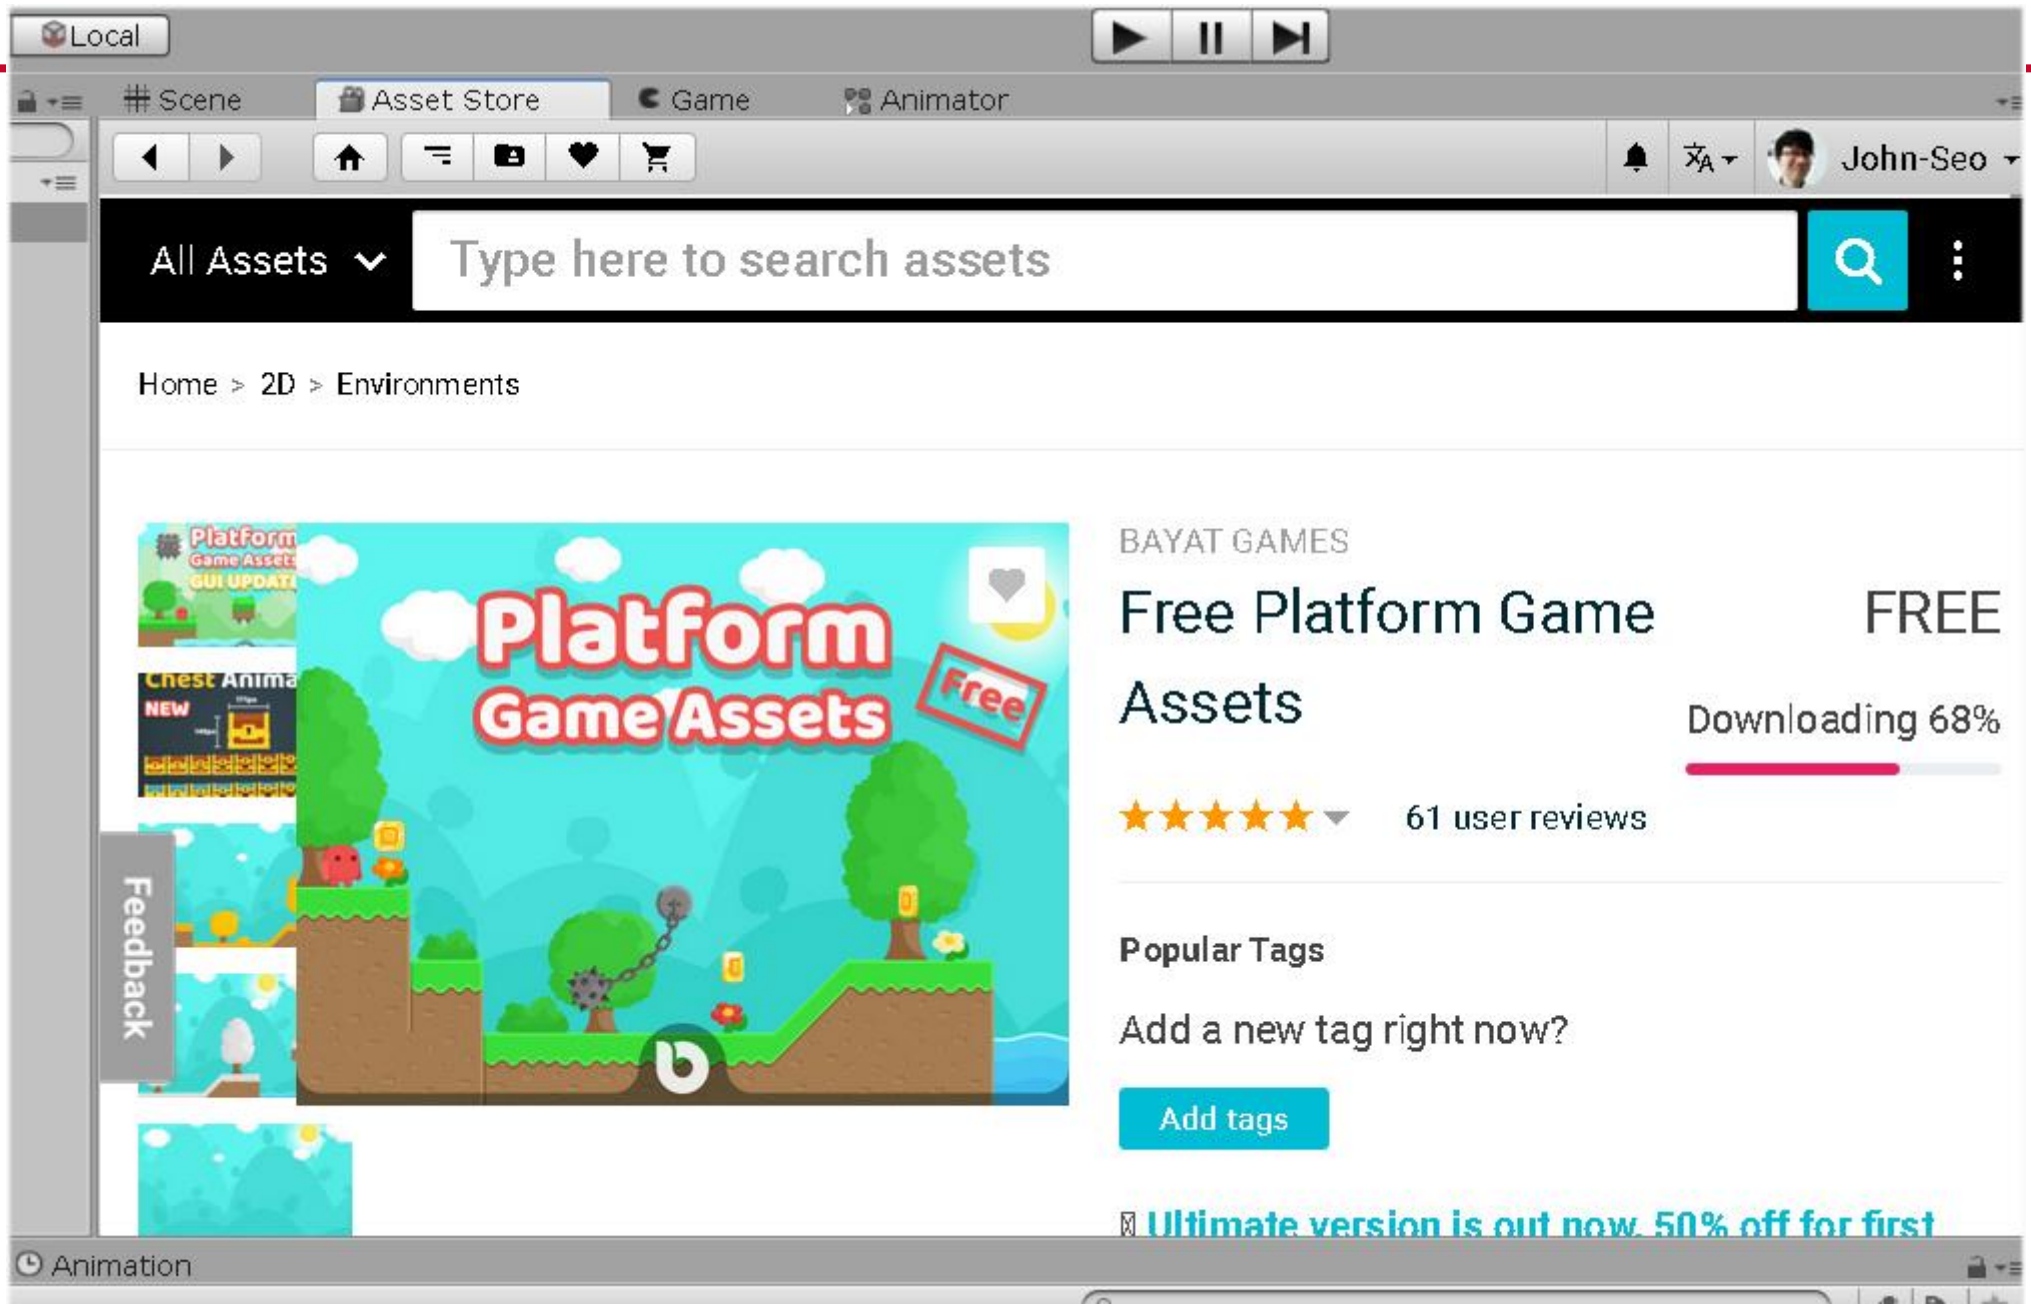 Local
Scene
Asset Store
Game
Animator
John-Seo
All Assets
Type here to search assets
Home > 2D > Environments
Platform
Game Assets
GUI UPDATE
Chest Anima
NEW
Platform
Game Assets
Free
BAYAT GAMES
Free Platform Game
Assets
FREE
Downloading 68%
61 user reviews
Popular Tags
Add a new tag right now?
Add tags
Ultimate version is out now. 50% off for first
Feedback
Animation